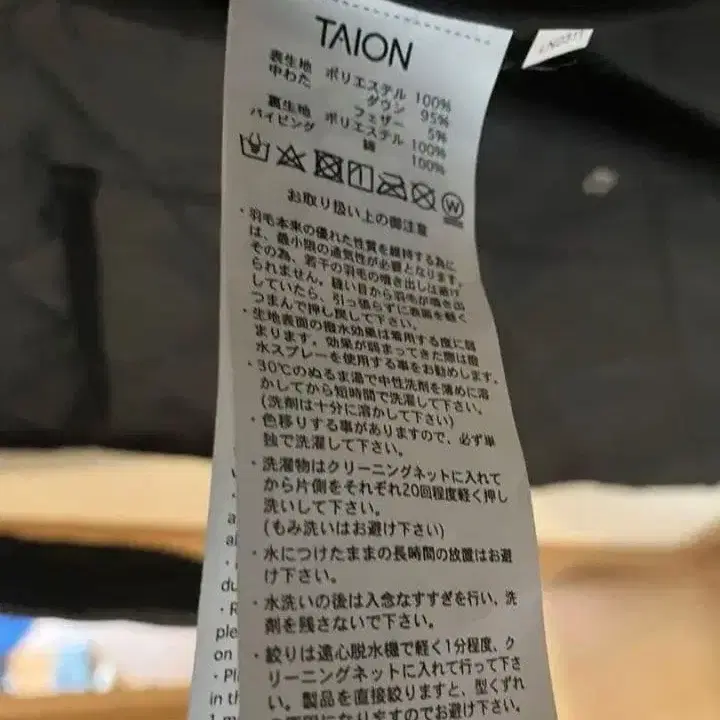 TAION
表生地 ポリエステル 100%
中わた ダウン 95%
フェザー 5%
裏生地 ポリエステル 100%
パイピング 綿 100%
W
お取り扱い上の御注意
・羽毛本来の優れた性質を維持する為に
は、最小限の通気性が必要となります。
その為、若干の羽毛の噴き出しは避け
られません。縫い目から羽毛が噴き出
していたら、引っ張らずに表面を軽く
つまんで押し戻して下さい。
・生地表面の撥水効果は着用する度に弱
まります。効果が弱まってきた際は撥
水スプレーを使用する事をお勧めします。
・30℃のぬるま湯で中性洗剤を薄めに溶
かしてから短時間で洗濯して下さい。
(洗剤は十分に溶かして下さい)
・色移りする事がありますので、必ず単
独で洗濯して下さい。
・洗濯物はクリーニングネットに入れて
から片側をそれぞれ20回程度軽く押し
洗いして下さい。
(もみ洗いはお避け下さい)
・水につけたままの長時間の放置はお避
け下さい。
・水洗いの後は入念なすすぎを行い、洗
剤を残さないで下さい。
・絞りは遠心脱水機で軽く1分程度、ク
リーニングネットに入れて行って下さ
い。製品を直接絞りますと、型くずれ
の原因になりますのでお避け下さい。